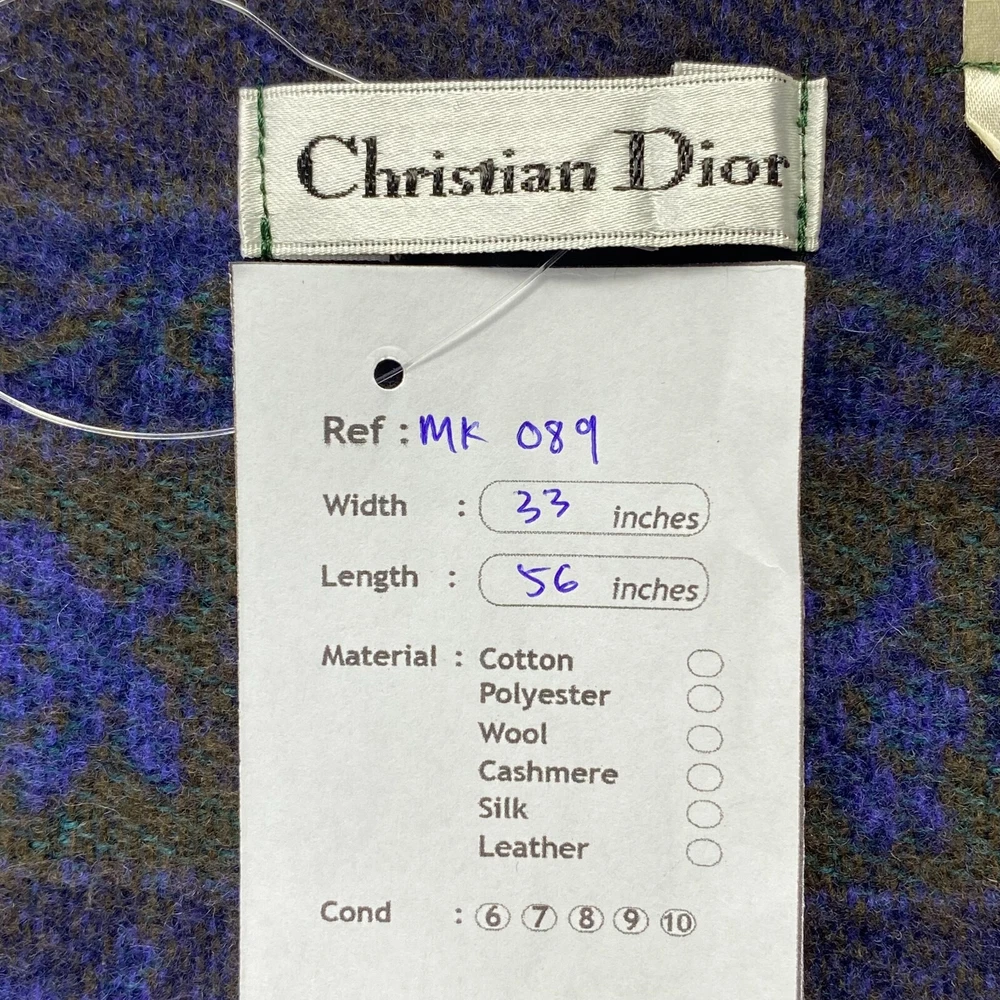 Christian Dior
Ref : MK 089
Width : 33 inches
Length : 56 inches
Material : Cotton
Polyester
Wool
Cashmere
Silk
Leather
Cond : 6 7 8 9 10